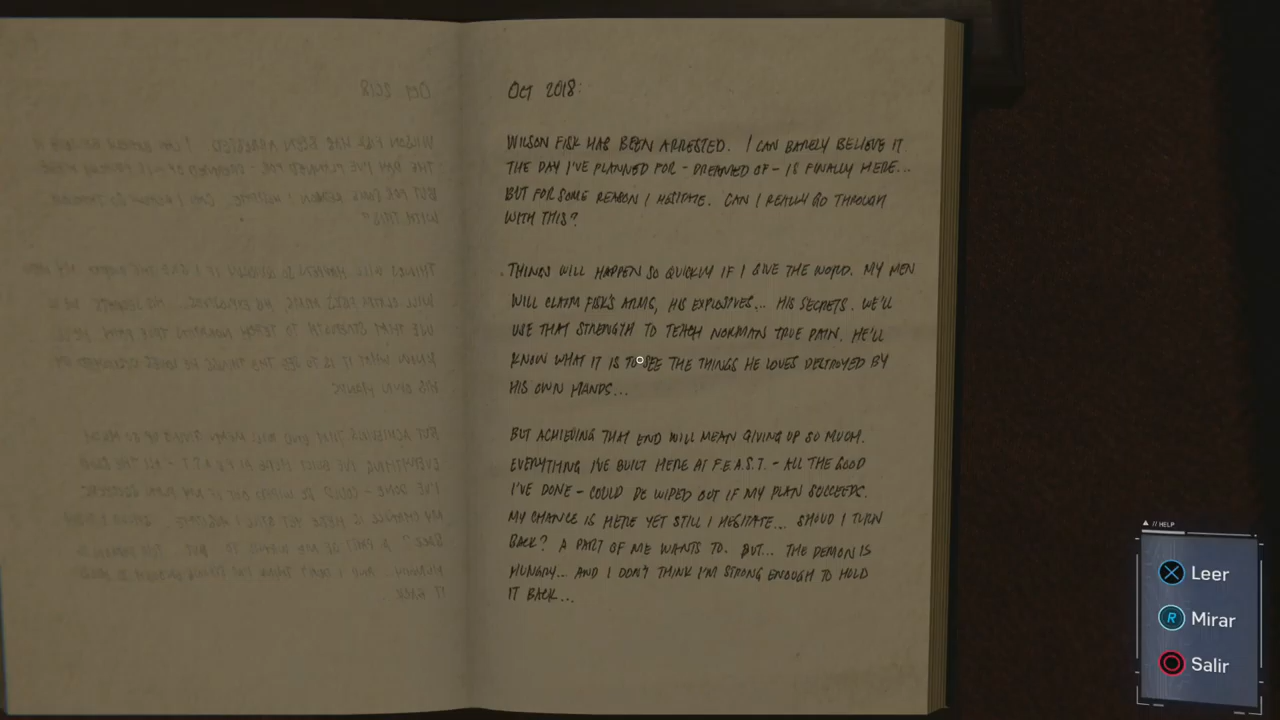 OCT 2018:
WILSON FISK HAS BEEN ARRESTED. I CAN BARELY BELIEVE IT.
THE DAY I'VE PLANNED FOR - DREAMED OF - IS FINALLY HERE...
BUT FOR SOME REASON I HESITATE. CAN I REALLY GO THROUGH
WITH THIS?
THINGS WILL HAPPEN SO QUICKLY IF I GIVE THE WORD. MY MEN
WILL CLAIM FISK'S ARMS, HIS EXPLOSIVES... HIS SECRETS. WE'LL
USE THAT STRENGTH TO TEACH NORMAN TRUE PAIN. HE'LL
KNOW WHAT IT IS TO SEE THE THINGS HE LOVES DESTROYED BY
HIS OWN HANDS...
BUT ACHIEVING THAT END WILL MEAN GIVING UP SO MUCH.
EVERYTHING I'VE BUILT HERE AT F.E.A.S.T. - ALL THE GOOD
I'VE DONE - COULD BE WIPED OUT IF MY PLAN SUCCEEDS.
MY CHANCE IS HERE YET STILL I HESITATE... SHOUD I TURN
BACK? A PART OF ME WANTS TO. BUT... THE DEMON IS
HUNGRY... AND I DON'T THINK I'M STRONG ENOUGH TO HOLD
IT BACK...
// HELP
Leer
R Mirar
Salir